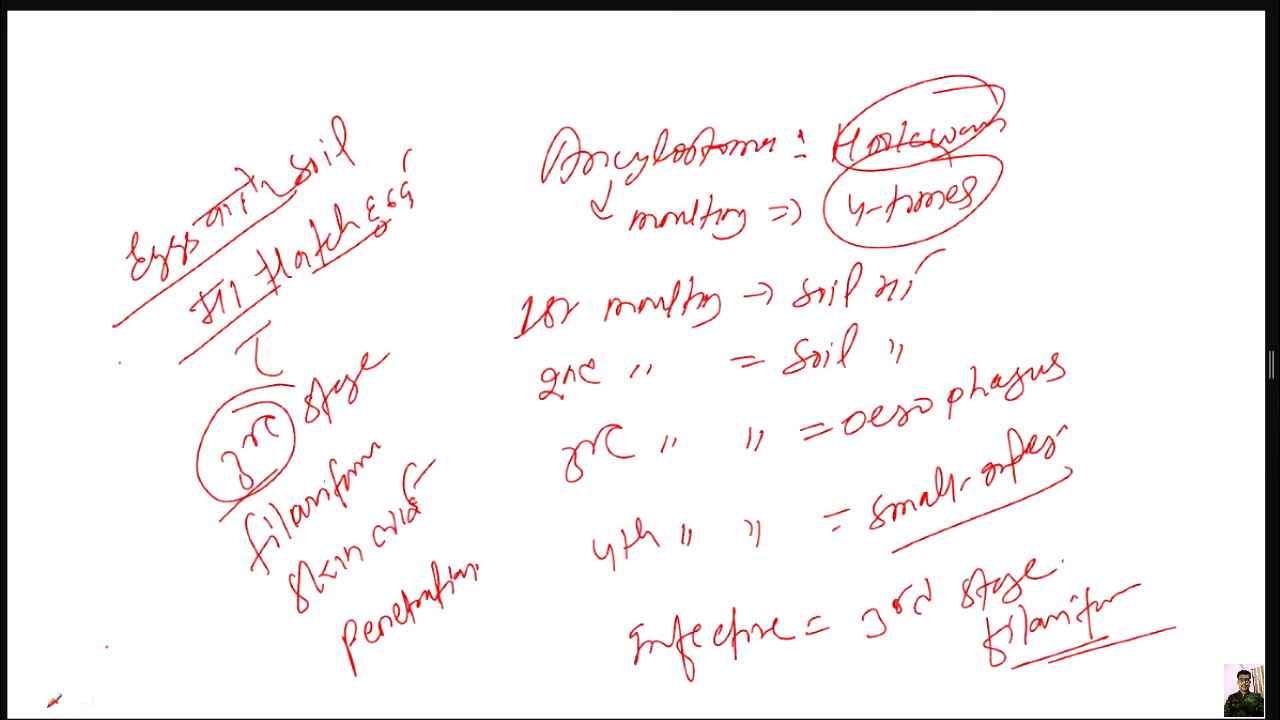 Ancylostoma : Hookworm
moulting => 4-times
1st moulting -> soil में
2nd " = soil "
3rd " " = oesophagus
4th " " = small-intes.
Infective = 3rd stage
filariform
Eggs soil
Hatch Egg
3rd stage
filariform
skin
penetration